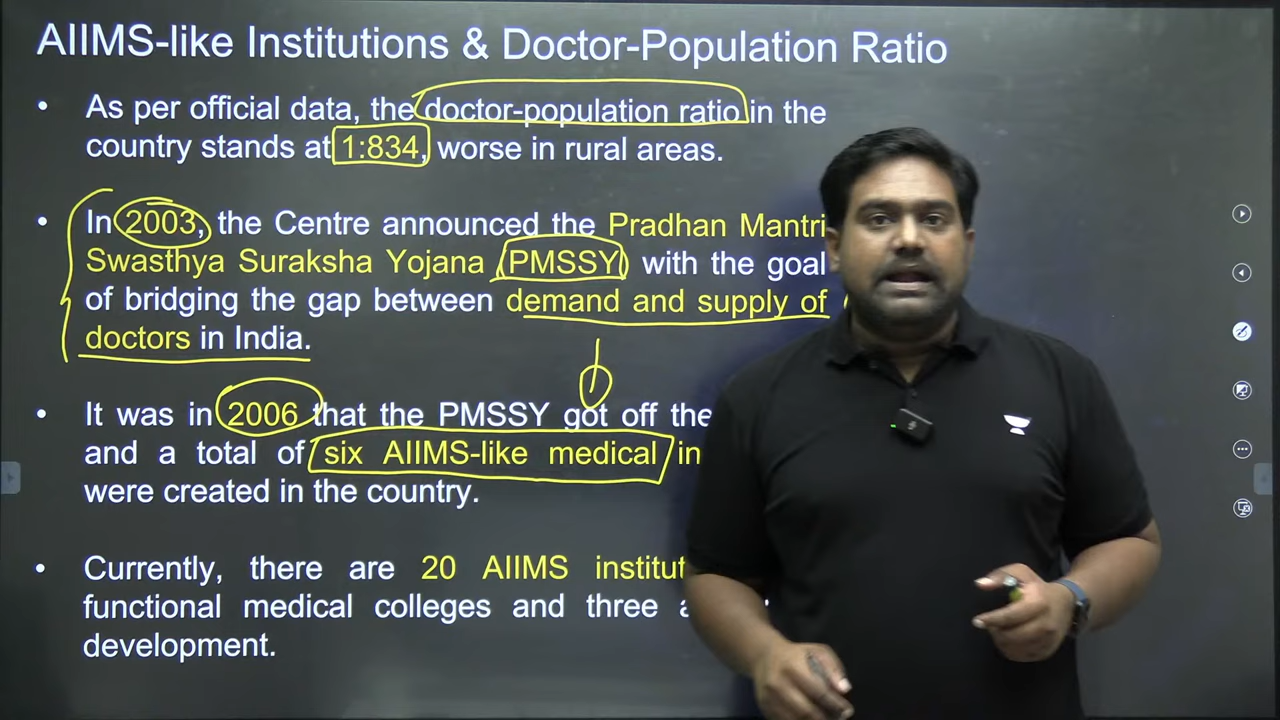 AIIMS-like Institutions & Doctor-Population Ratio
• As per official data, the doctor-population ratio in the
country stands at 1:834, worse in rural areas.
• In 2003, the Centre announced the Pradhan Mantri
Swasthya Suraksha Yojana (PMSSY) with the goal
of bridging the gap between demand and supply of
doctors in India.
• It was in 2006 that the PMSSY got off the
and a total of six AIIMS-like medical in
were created in the country.
• Currently, there are 20 AIIMS institut
functional medical colleges and three
development.